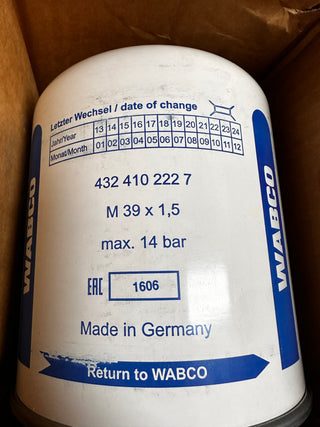 Letzter Wechsel / date of change
Jahr/Year 13 14 15 16 17 18 19 20 21 22 23 24
Monat/Month 01 02 03 04 05 06 07 08 09 10 11 12
432 410 222 7
M 39 x 1,5
max. 14 bar
EAC 1606
Made in Germany
Return to WABCO
WABCO
WABCO